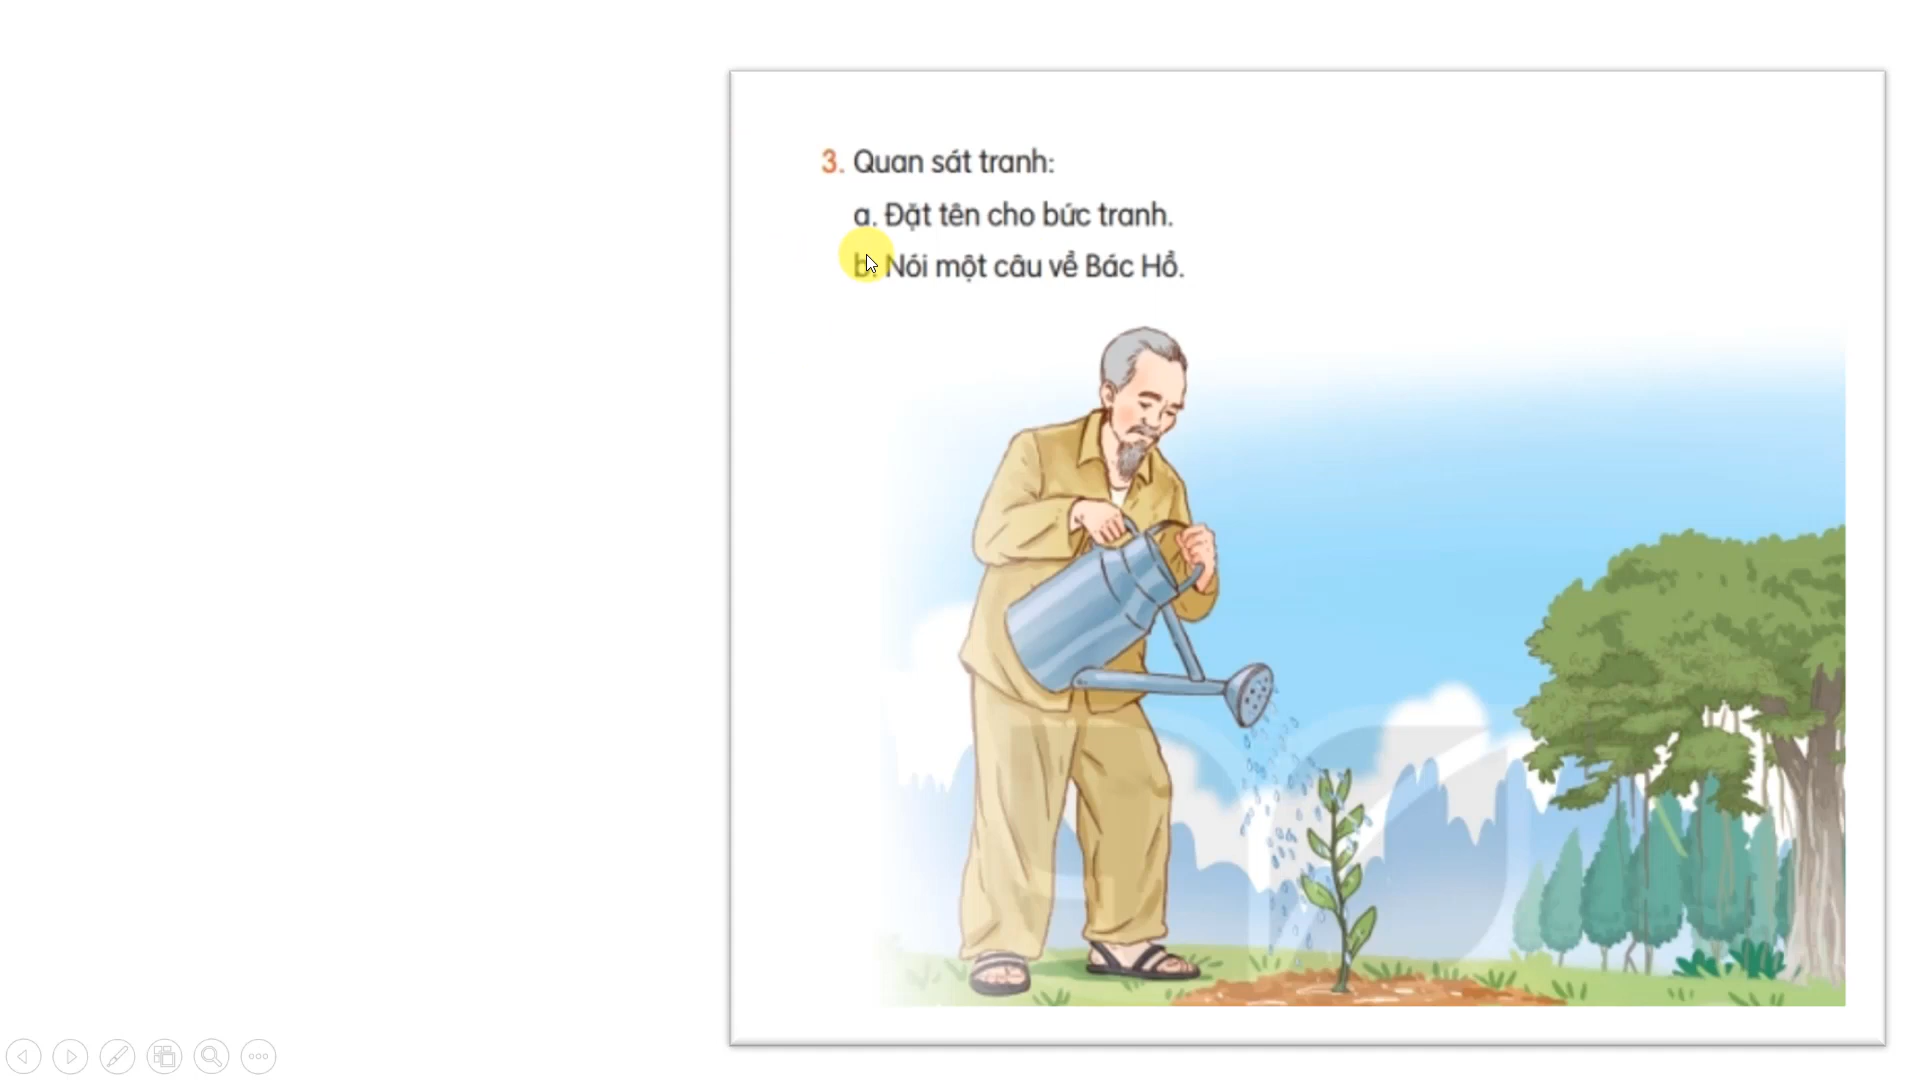 3. Quan sát tranh:
a. Đặt tên cho bức tranh.
b. Nói một câu về Bác Hồ.